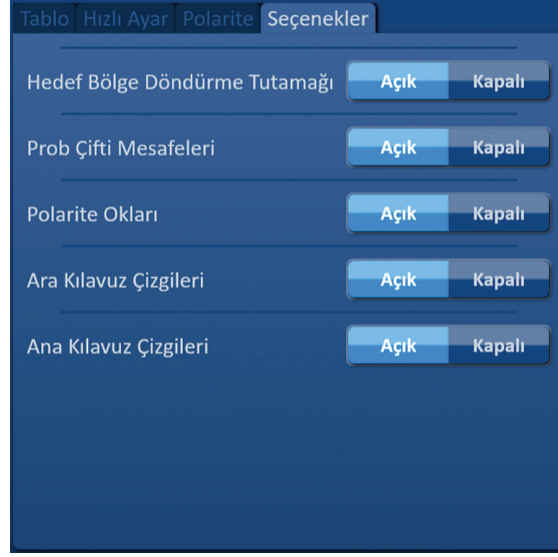 Tablo Hızlı Ayar Polarite Seçenekler
Hedef Bölge Döndürme Tutamağı Açık Kapalı
Prob Çifti Mesafeleri Açık Kapalı
Polarite Okları Açık Kapalı
Ara Kılavuz Çizgileri Açık Kapalı
Ana Kılavuz Çizgileri Açık Kapalı